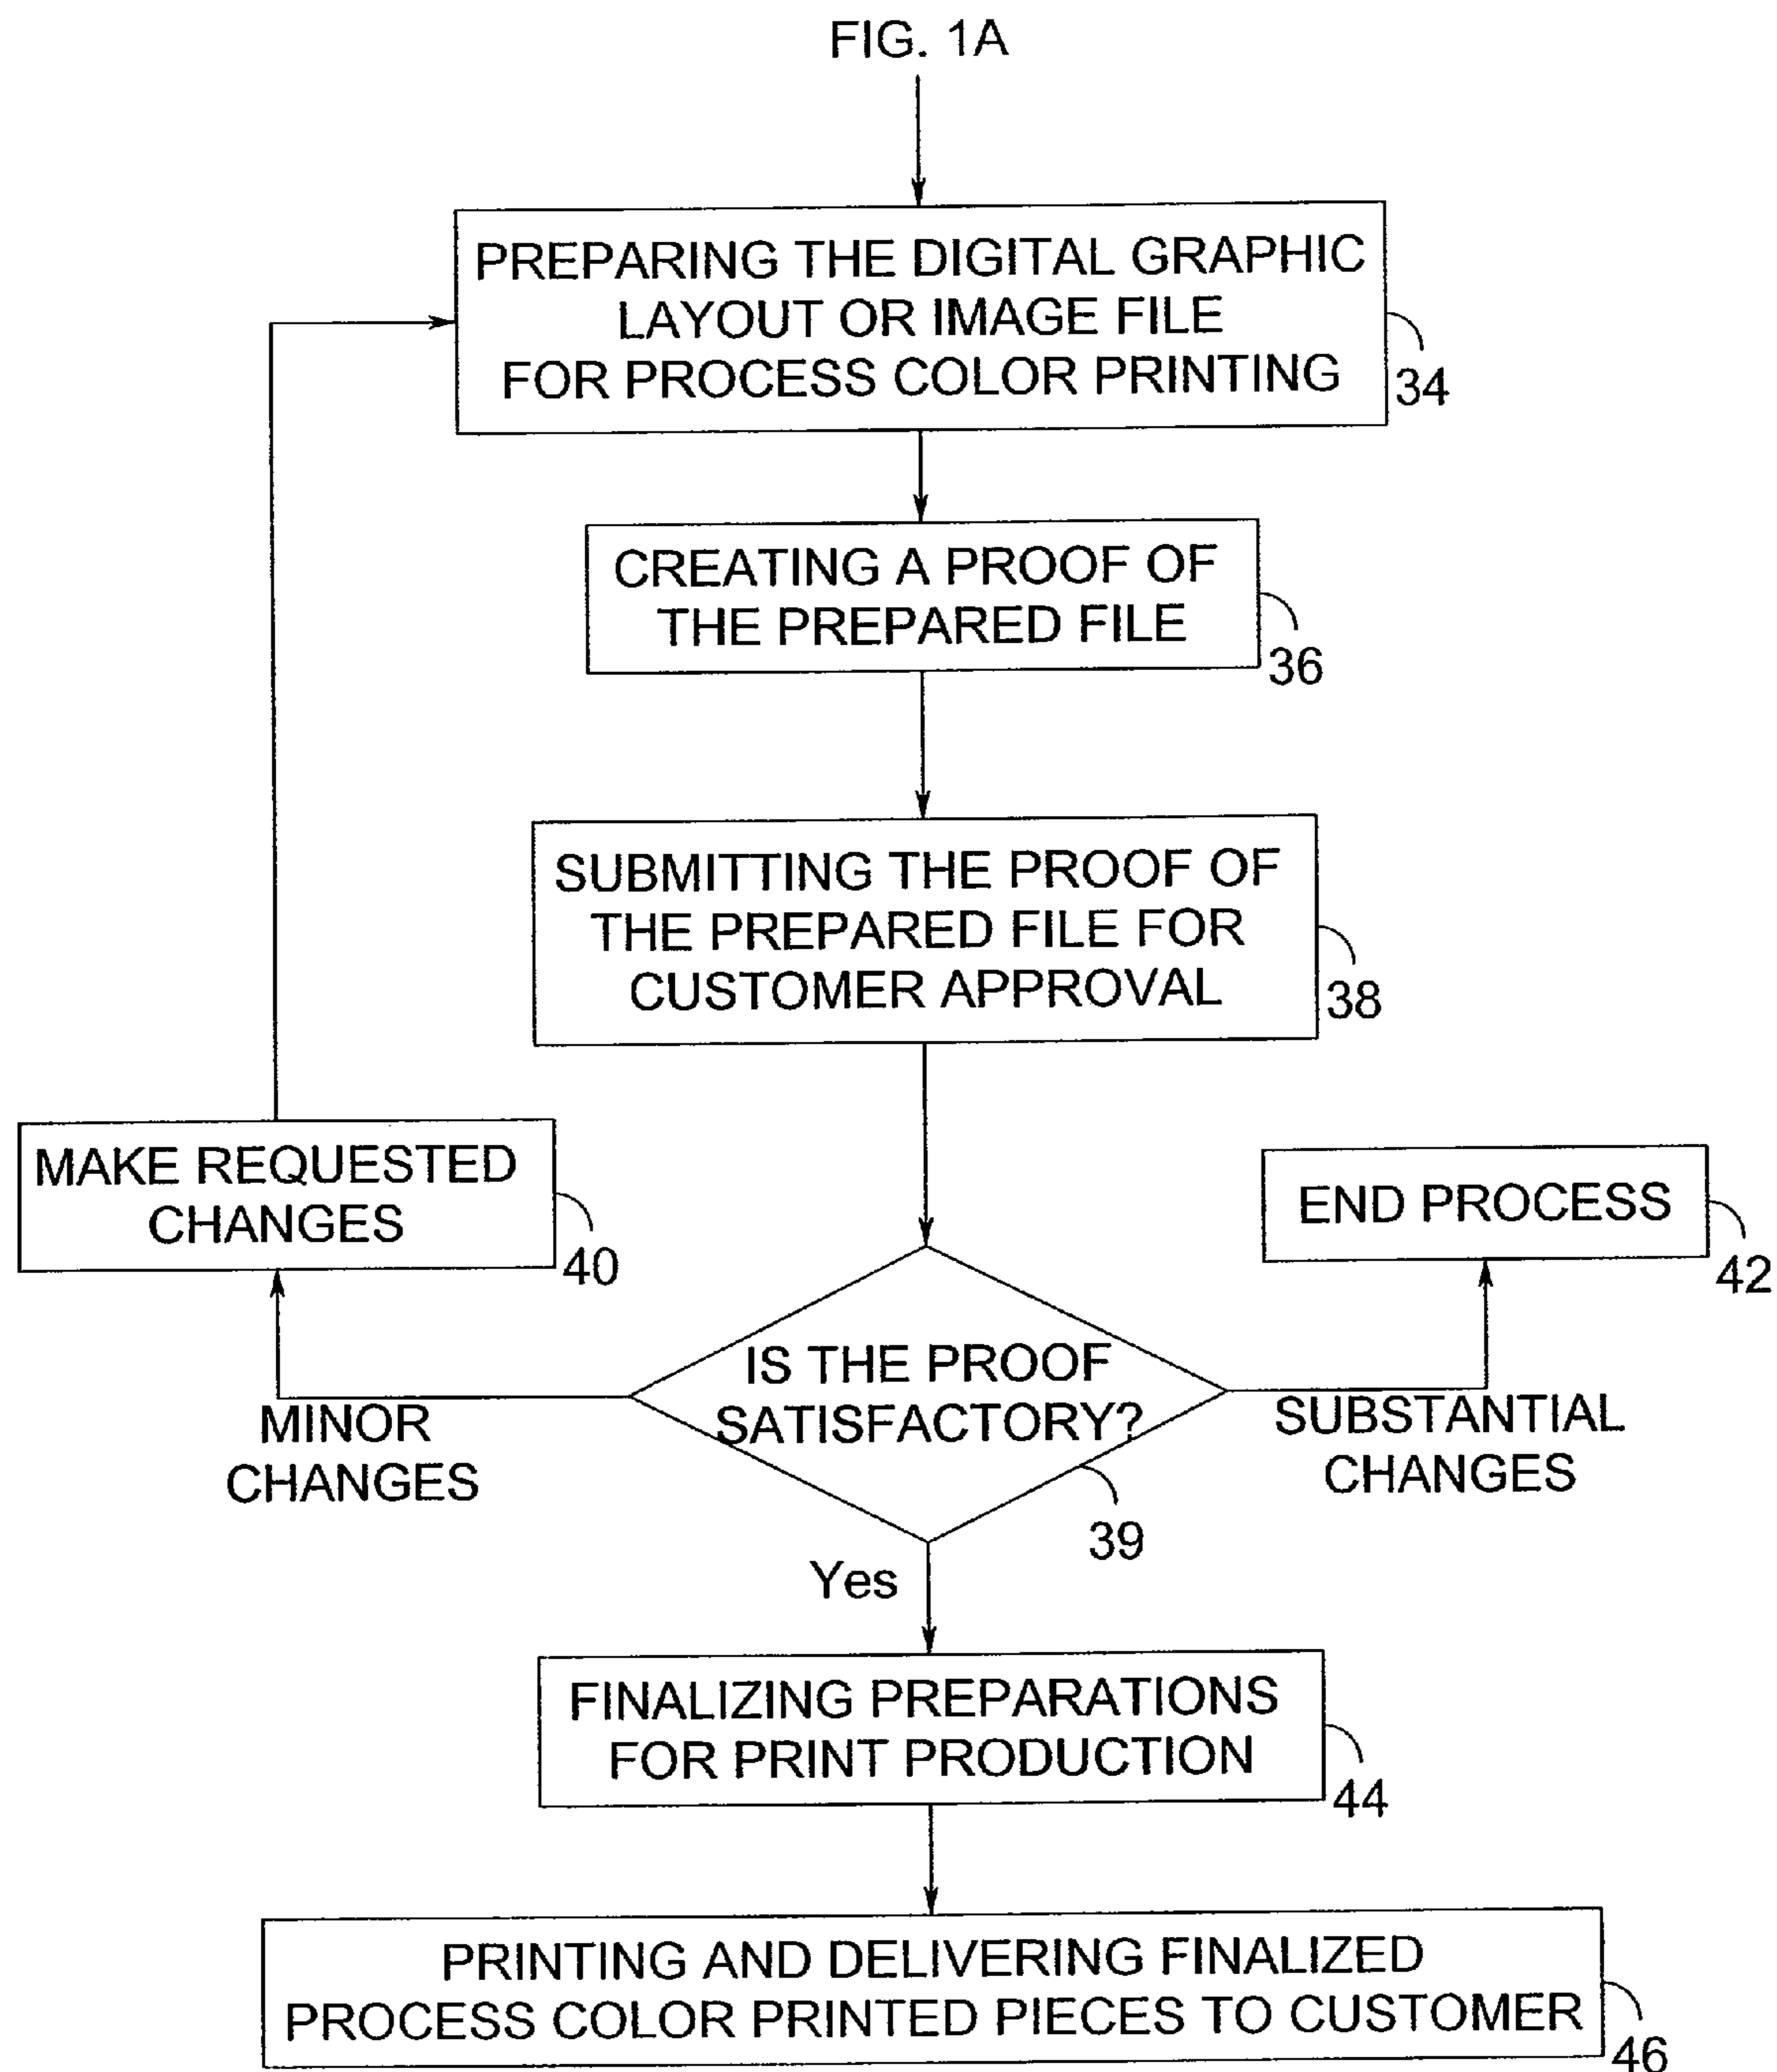 FIG. 1A
PREPARING THE DIGITAL GRAPHIC
LAYOUT OR IMAGE FILE
FOR PROCESS COLOR PRINTING
34
CREATING A PROOF OF
THE PREPARED FILE
36
SUBMITTING THE PROOF OF
THE PREPARED FILE FOR
CUSTOMER APPROVAL
38
MAKE REQUESTED
CHANGES
40
END PROCESS
42
IS THE PROOF
SATISFACTORY?
39
MINOR
CHANGES
SUBSTANTIAL
CHANGES
Yes
FINALIZING PREPARATIONS
FOR PRINT PRODUCTION
44
PRINTING AND DELIVERING FINALIZED
PROCESS COLOR PRINTED PIECES TO CUSTOMER
46